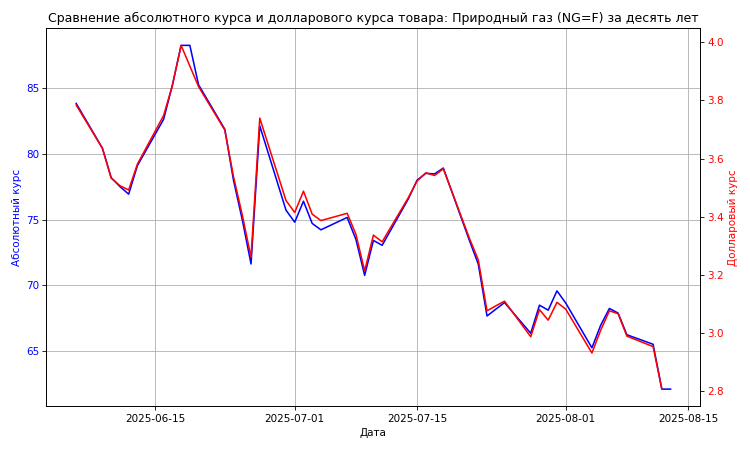 Сравнение абсолютного курса и долларового курса товара: Природный газ (NG=F) за десять лет
4.0
85
3.8
80
3.6
Абсолютный курс
Долларовый курс
75
3.4
70
3.2
65
3.0
2.8
2025-06-15 2025-07-01 2025-07-15 2025-08-01 2025-08-15
Дата